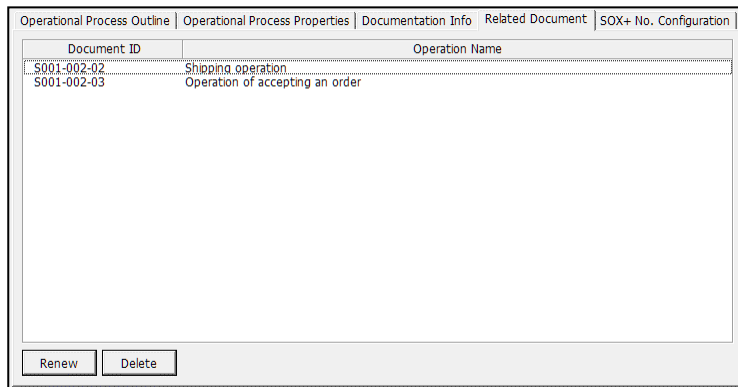 Operational Process Outline Operational Process Properties Documentation Info Related Document SOX+ No. Configuration
Document ID Operation Name
S001-002-02 Shipping operation
S001-002-03 Operation of accepting an order
Renew Delete